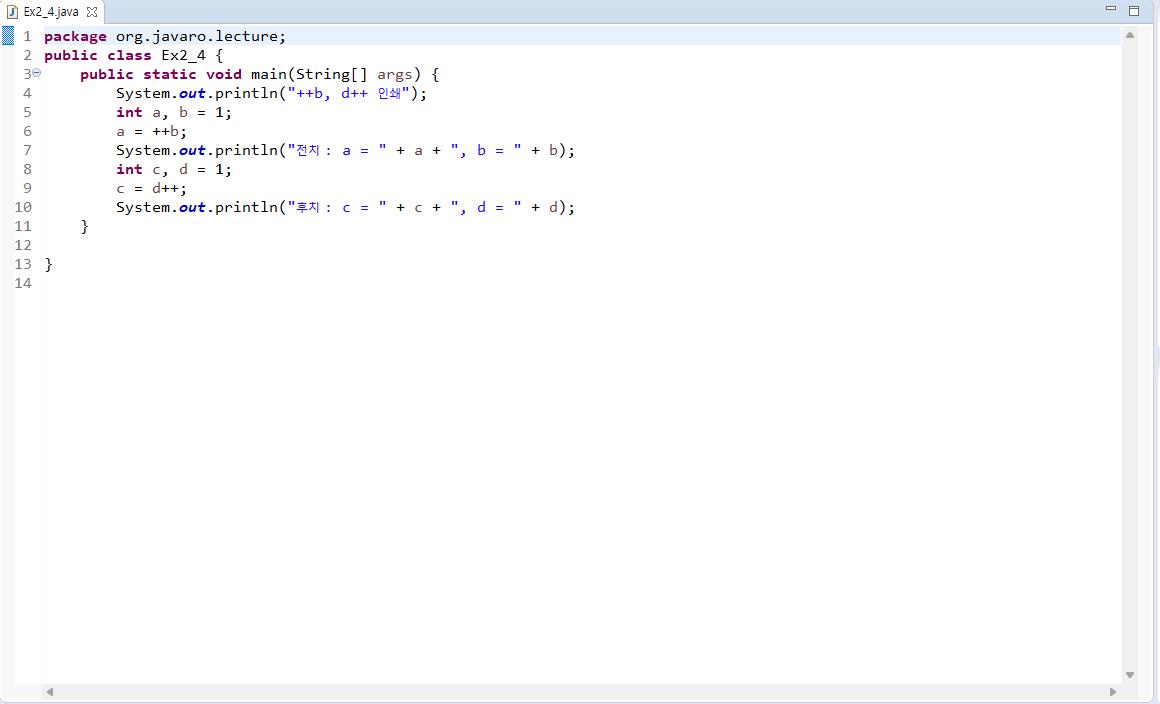 Ex2_4.java
1 package org.javaro.lecture;
2 public class Ex2_4 {
3 public static void main(String[] args) {
4 System.out.println("++b, d++ 인쇄");
5 int a, b = 1;
6 a = ++b;
7 System.out.println("전치 : a = " + a + ", b = " + b);
8 int c, d = 1;
9 c = d++;
10 System.out.println("후치 : c = " + c + ", d = " + d);
11 }
12
13 }
14